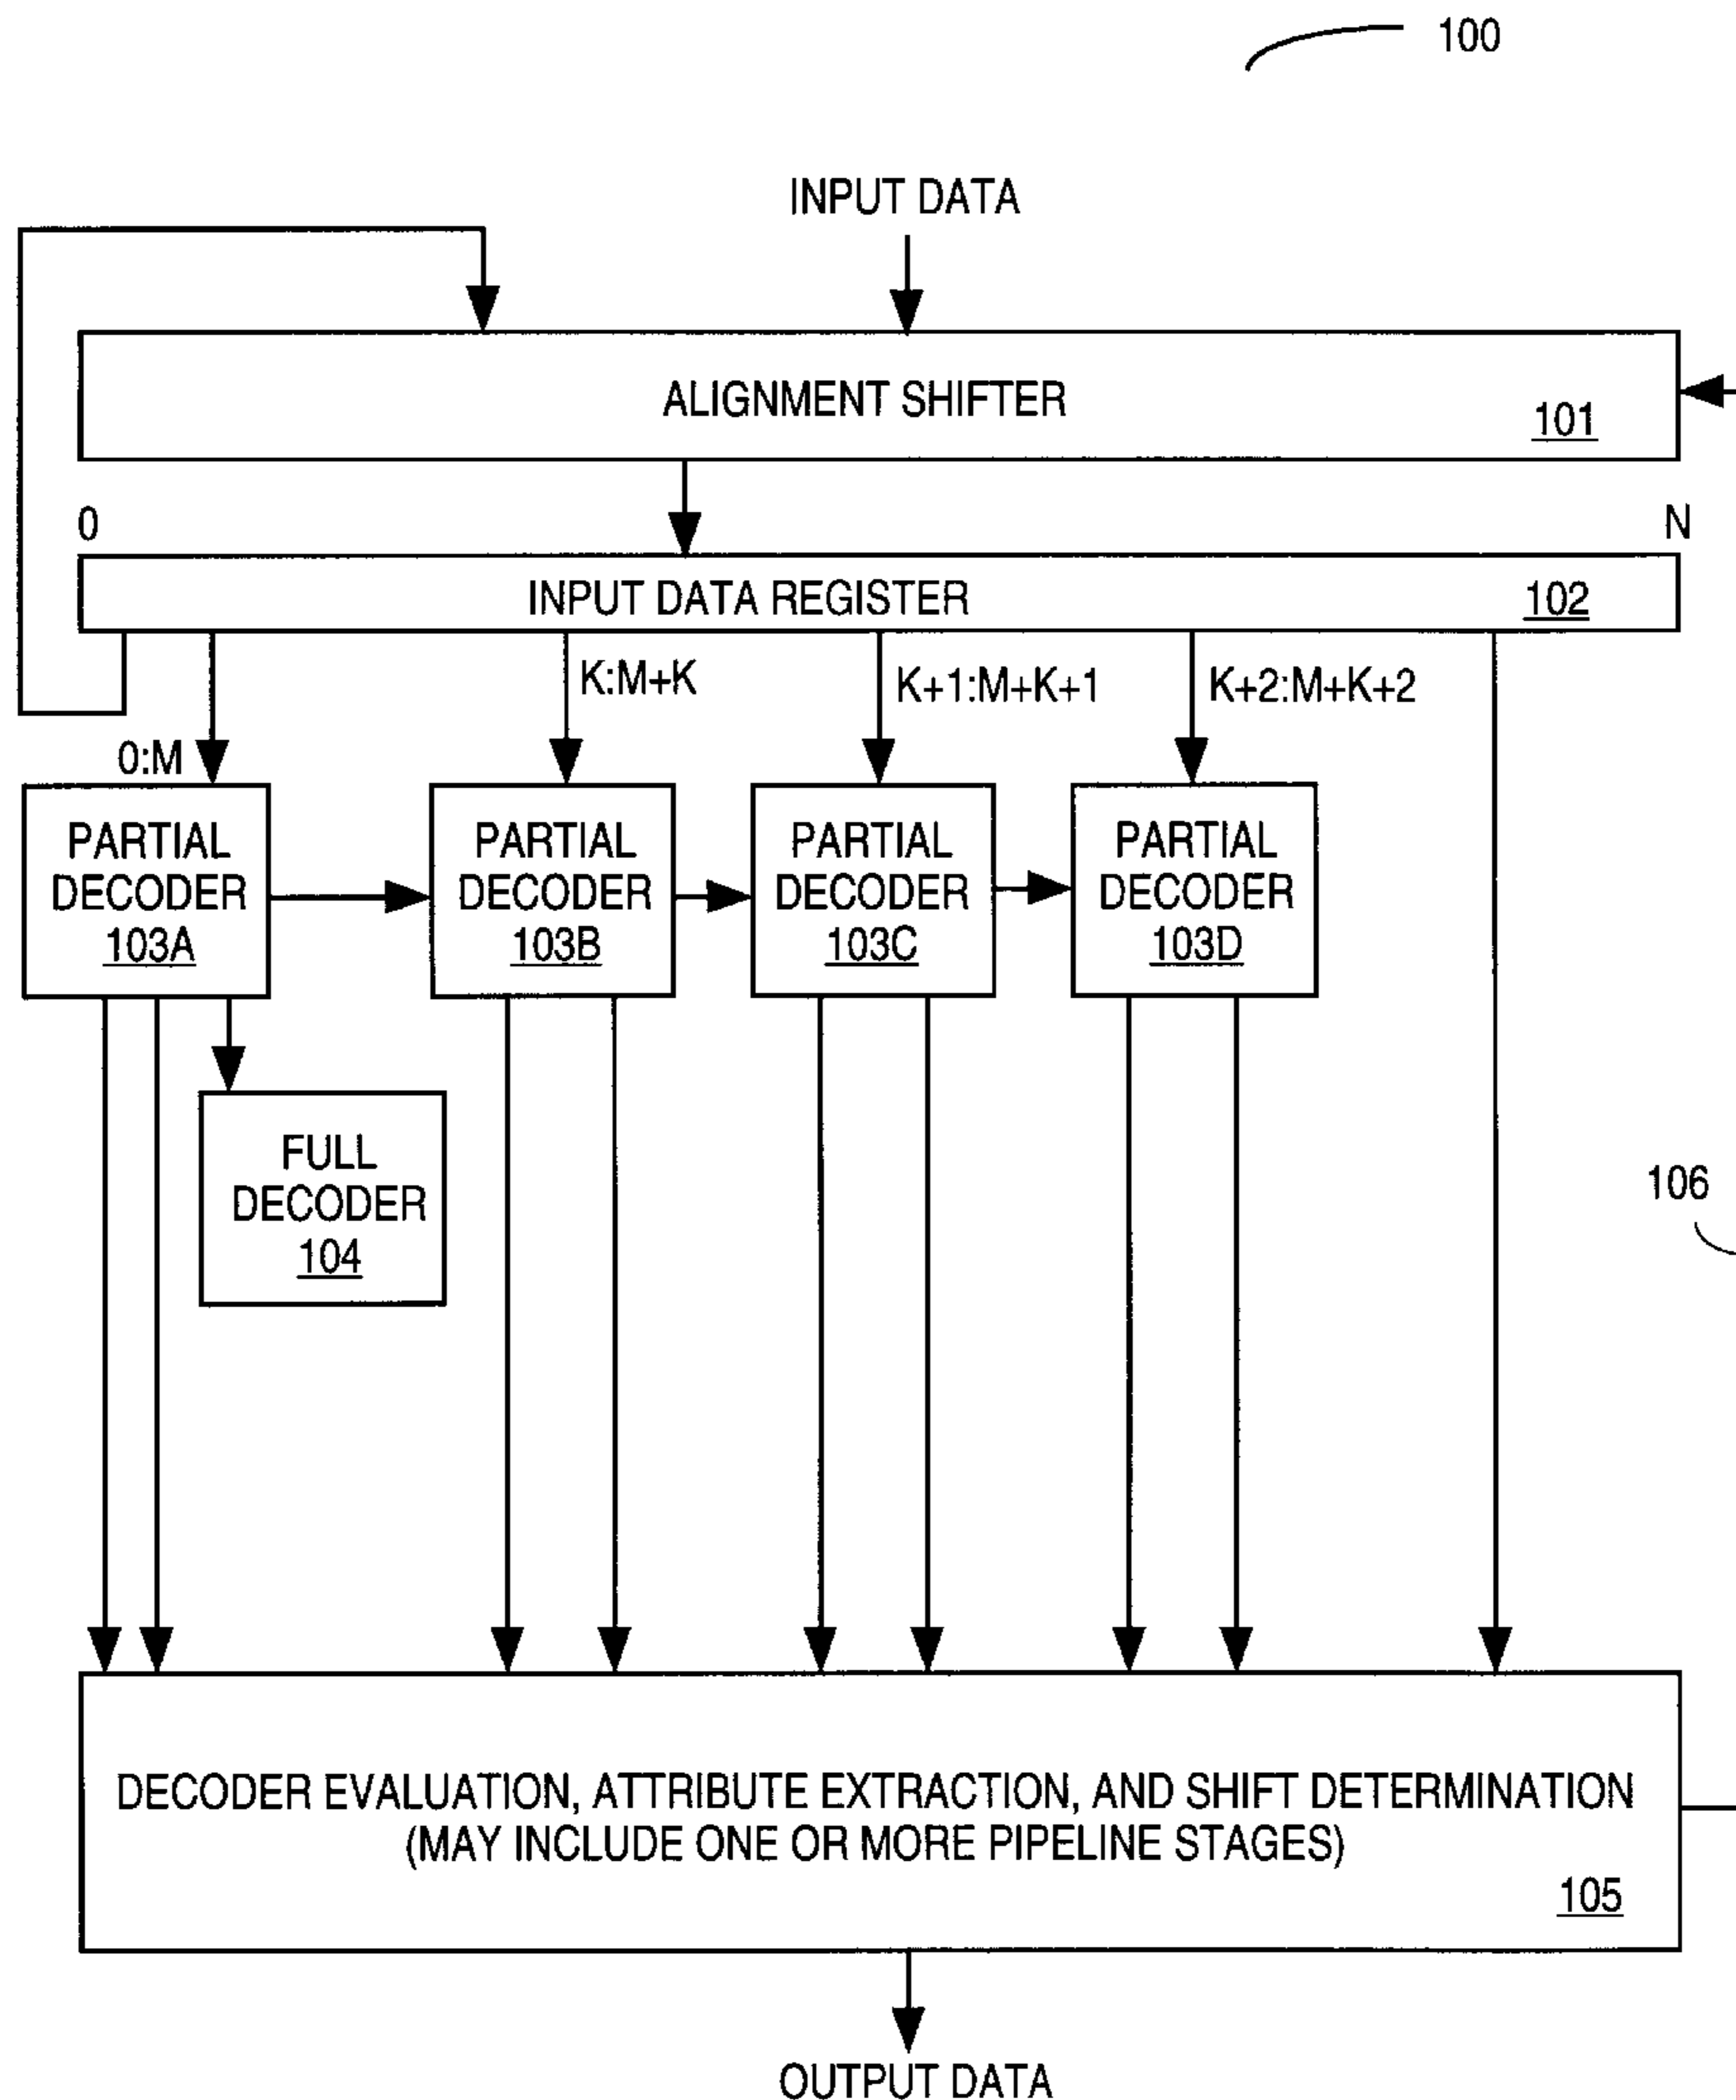 100
INPUT DATA
ALIGNMENT SHIFTER
101
0
N
INPUT DATA REGISTER
102
K:M+K
K+1:M+K+1
K+2:M+K+2
0:M
PARTIAL
DECODER
103A
PARTIAL
DECODER
103B
PARTIAL
DECODER
103C
PARTIAL
DECODER
103D
FULL
DECODER
104
106
DECODER EVALUATION, ATTRIBUTE EXTRACTION, AND SHIFT DETERMINATION
(MAY INCLUDE ONE OR MORE PIPELINE STAGES)
105
OUTPUT DATA